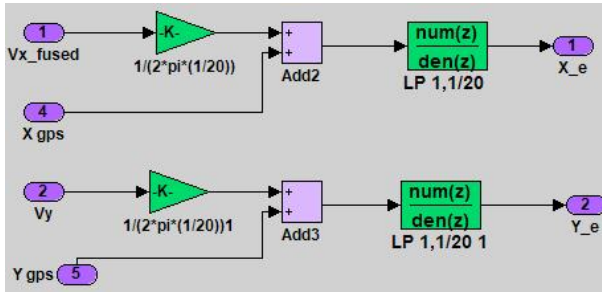 1
Vx_fused
-K-
1/(2*pi*(1/20))
+
+
Add2
num(z)
den(z)
LP 1,1/20
1
X_e
4
X gps
2
Vy
-K-
1/(2*pi*(1/20))1
+
+
Add3
num(z)
den(z)
LP 1,1/20 1
2
Y_e
Y gps
5